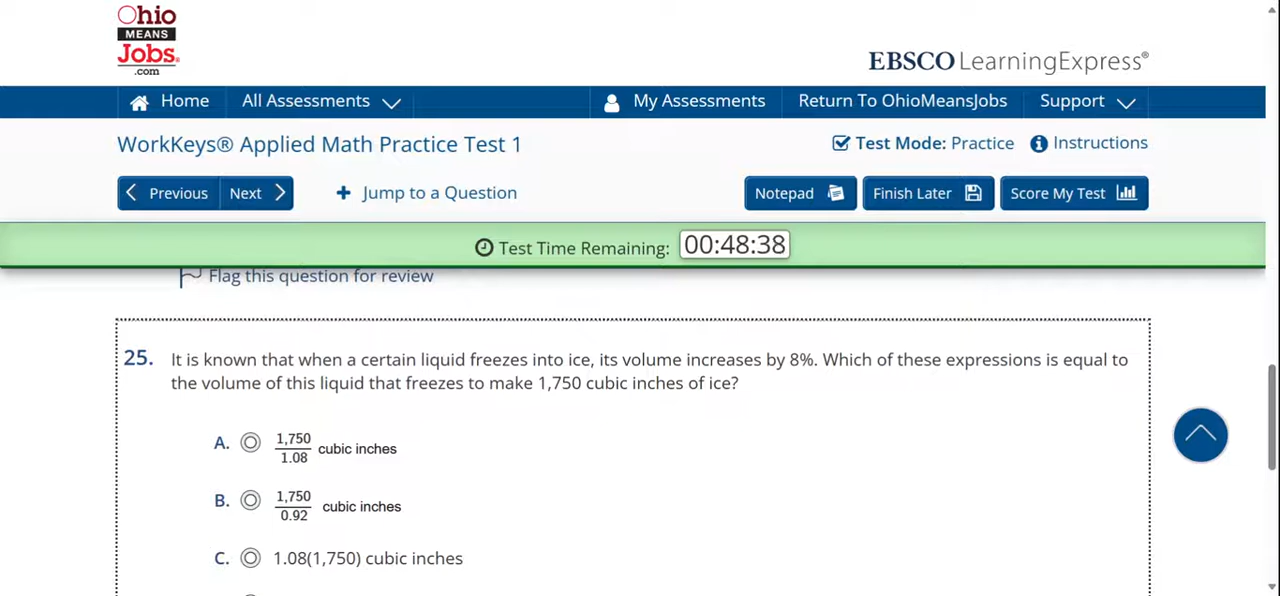 Ohio
MEANS
Jobs
.com
EBSCO LearningExpress®
Home All Assessments My Assessments Return To OhioMeansJobs Support
WorkKeys® Applied Math Practice Test 1 Test Mode: Practice Instructions
Previous Next + Jump to a Question Notepad Finish Later Score My Test
Test Time Remaining: 00:48:38
Flag this question for review
25. It is known that when a certain liquid freezes into ice, its volume increases by 8%. Which of these expressions is equal to
the volume of this liquid that freezes to make 1,750 cubic inches of ice?
A. 1,750/1.08 cubic inches
B. 1,750/0.92 cubic inches
C. 1.08(1,750) cubic inches